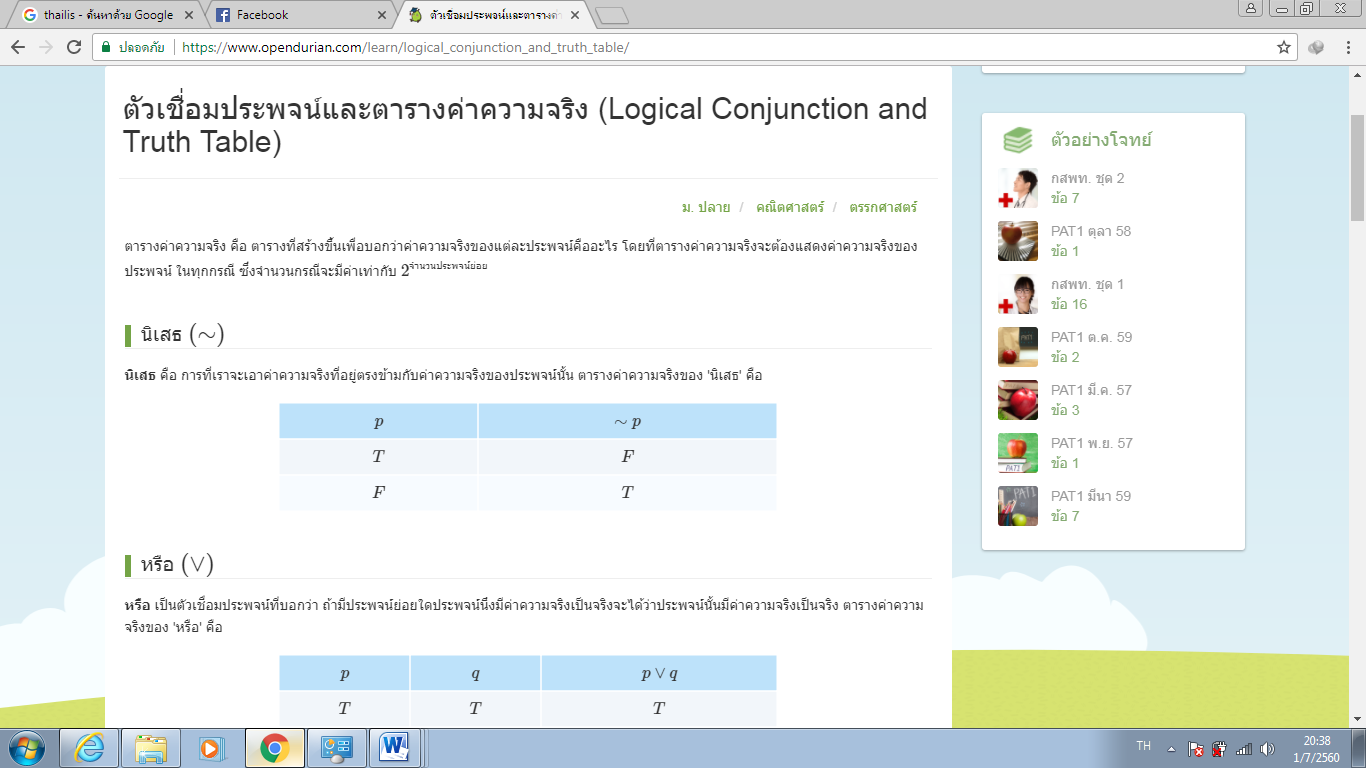 thailis - ค้นหาด้วย Google
Facebook
ตัวเชื่อมประพจน์และตาราง
ปลอดภัย
https://www.opendurian.com/learn/logical_conjunction_and_truth_table/
ตัวเชื่อมประพจน์และตารางค่าความจริง (Logical Conjunction and
Truth Table)
ม. ปลาย / คณิตศาสตร์ / ตรรกศาสตร์
ตารางค่าความจริง คือ ตารางที่สร้างขึ้นเพื่อบอกว่าค่าความจริงของแต่ละประพจน์คืออะไร โดยที่ตารางค่าความจริงจะต้องแสดงค่าความจริงของ
ประพจน์ ในทุกกรณี ซึ่งจำนวนกรณีจะมีค่าเท่ากับ 2^จำนวนประพจน์ย่อย
นิเสธ (∼)
นิเสธ คือ การที่เราจะเอาค่าความจริงที่อยู่ตรงข้ามกับค่าความจริงของประพจน์นั้น ตารางค่าความจริงของ 'นิเสธ' คือ
p ∼ p
T F
F T
หรือ (∨)
หรือ เป็นตัวเชื่อมประพจน์ที่บอกว่า ถ้ามีประพจน์ย่อยใดประพจน์นึงมีค่าความจริงเป็นจริงจะได้ว่าประพจน์นั้นมีค่าความจริงเป็นจริง ตารางค่าความ
จริงของ 'หรือ' คือ
p q p ∨ q
T T T
ตัวอย่างโจทย์
กสพท. ชุด 2
ข้อ 7
PAT1 ตุลา 58
ข้อ 1
กสพท. ชุด 1
ข้อ 16
PAT1 ต.ค. 59
ข้อ 2
PAT1 มี.ค. 57
ข้อ 3
PAT1 พ.ย. 57
ข้อ 1
PAT1 มีนา 59
ข้อ 7
TH
20:38
1/7/2560